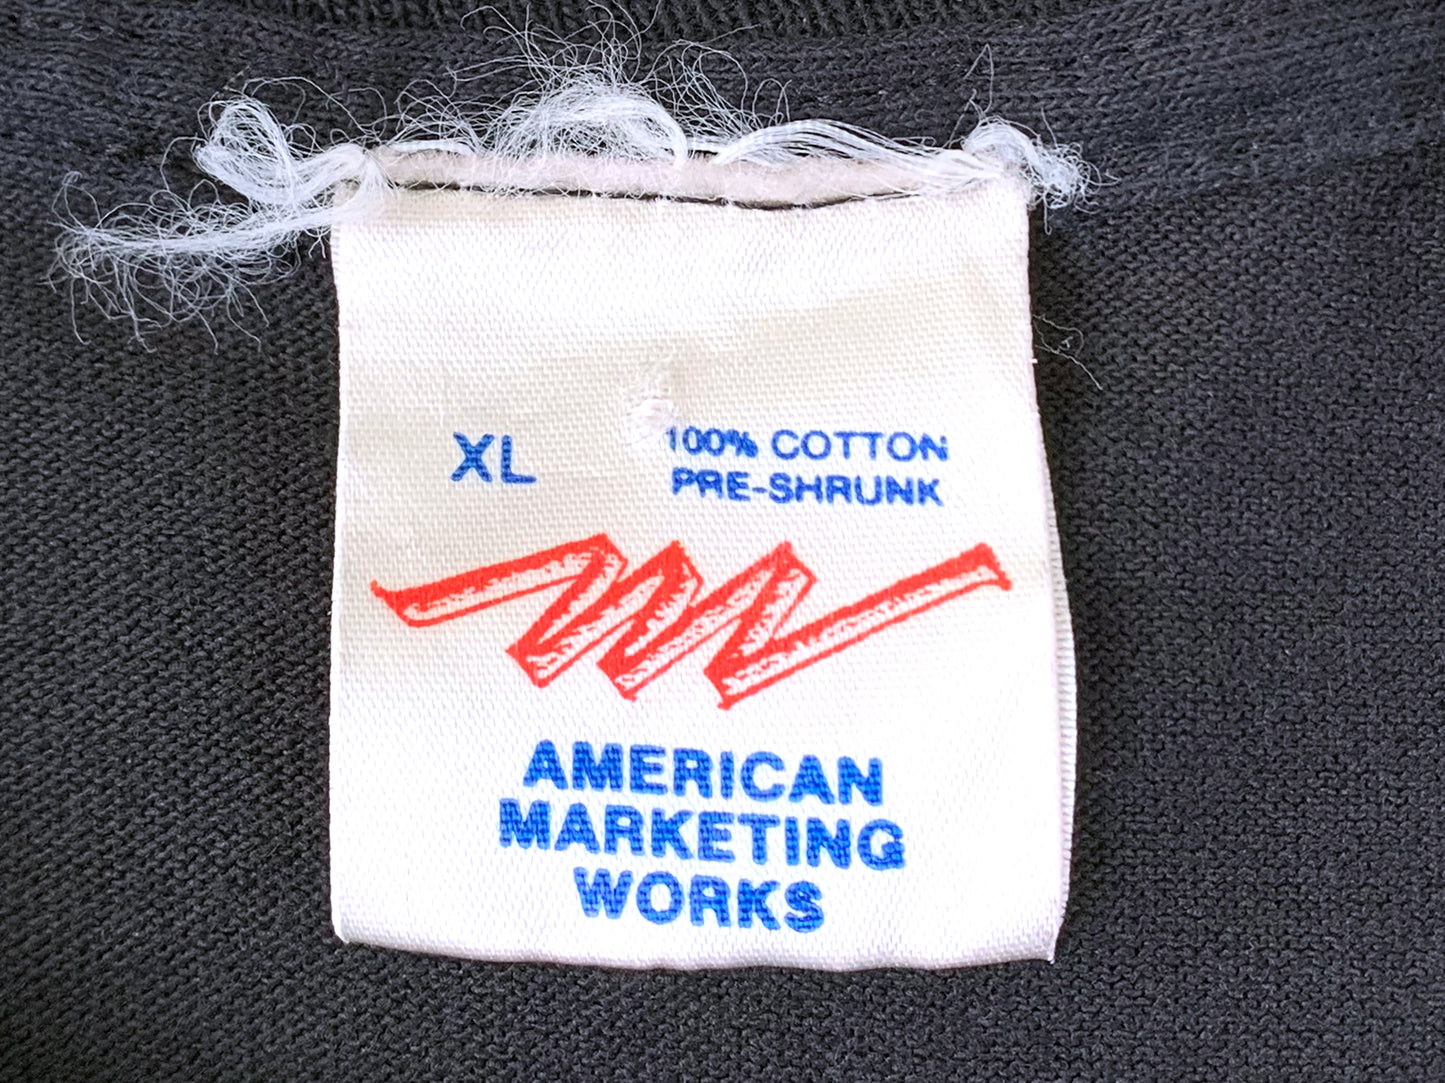 XL
100% COTTON
PRE-SHRUNK
AMERICAN
MARKETING
WORKS